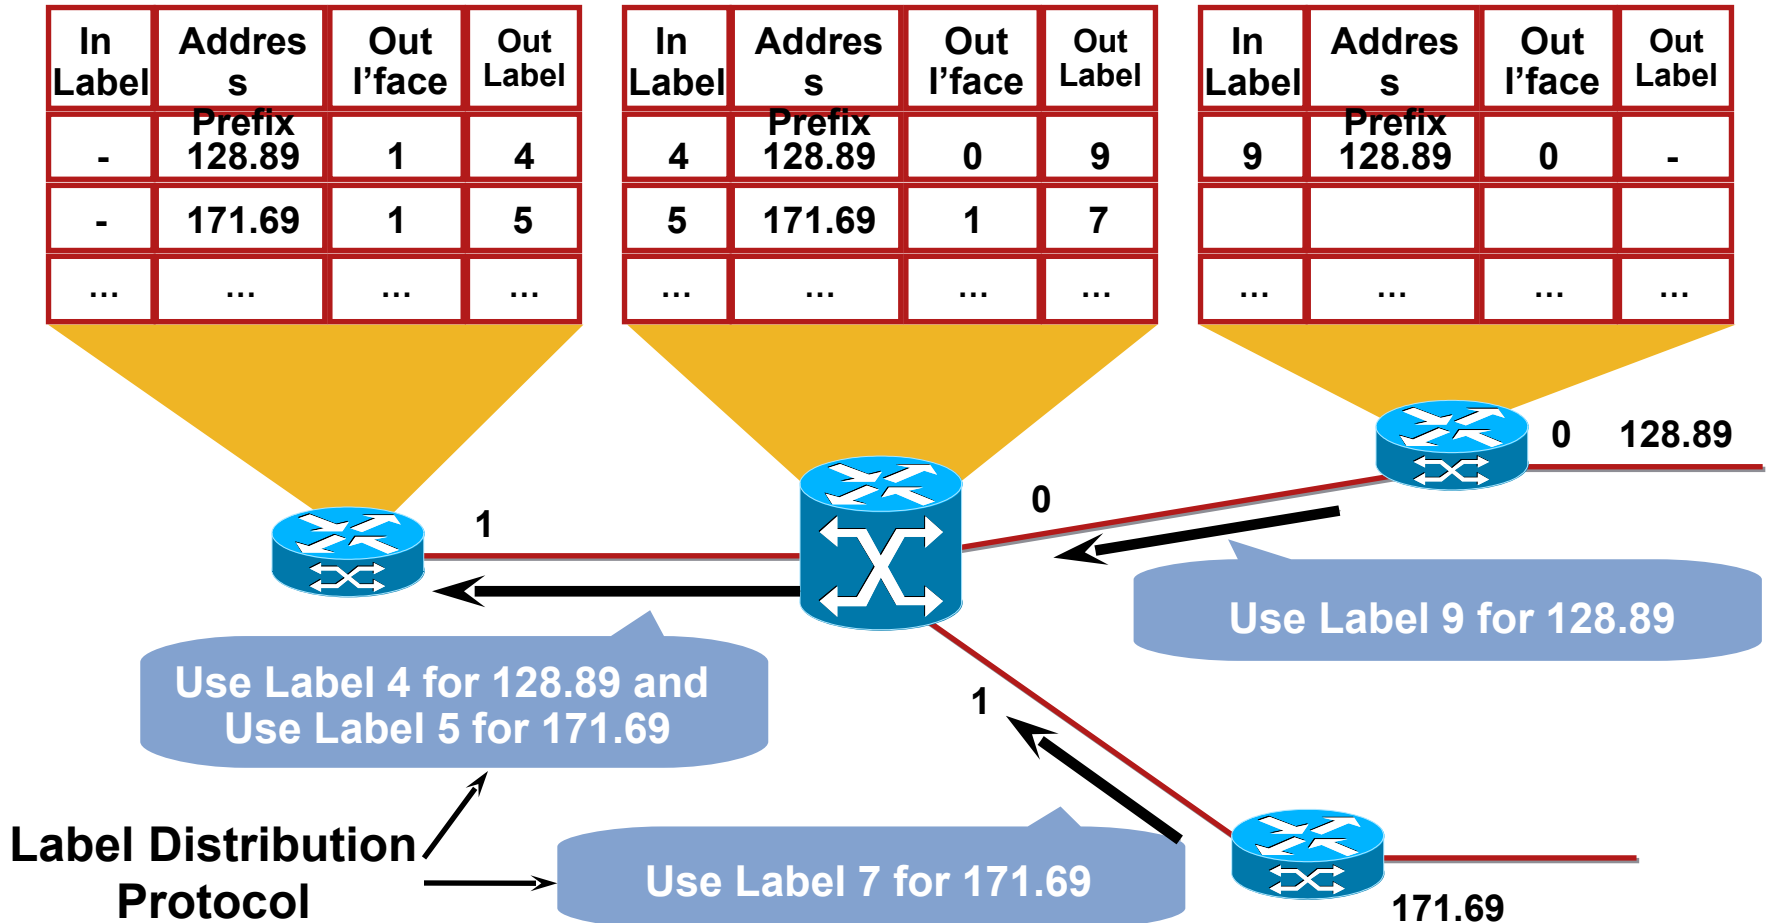 In Label Address Prefix Out I’face Out Label
- 128.89 1 4
- 171.69 1 5
... ... ... ...
In Label Address Prefix Out I’face Out Label
4 128.89 0 9
5 171.69 1 7
... ... ... ...
In Label Address Prefix Out I’face Out Label
9 128.89 0 -
... ... ... ...
0 128.89
0
1
Use Label 9 for 128.89
Use Label 4 for 128.89 and
Use Label 5 for 171.69
1
Label Distribution
Protocol
Use Label 7 for 171.69
171.69